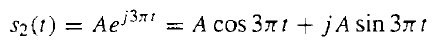 s₂(t) = Ae^{j3πt} = A cos 3πt + jA sin 3πt